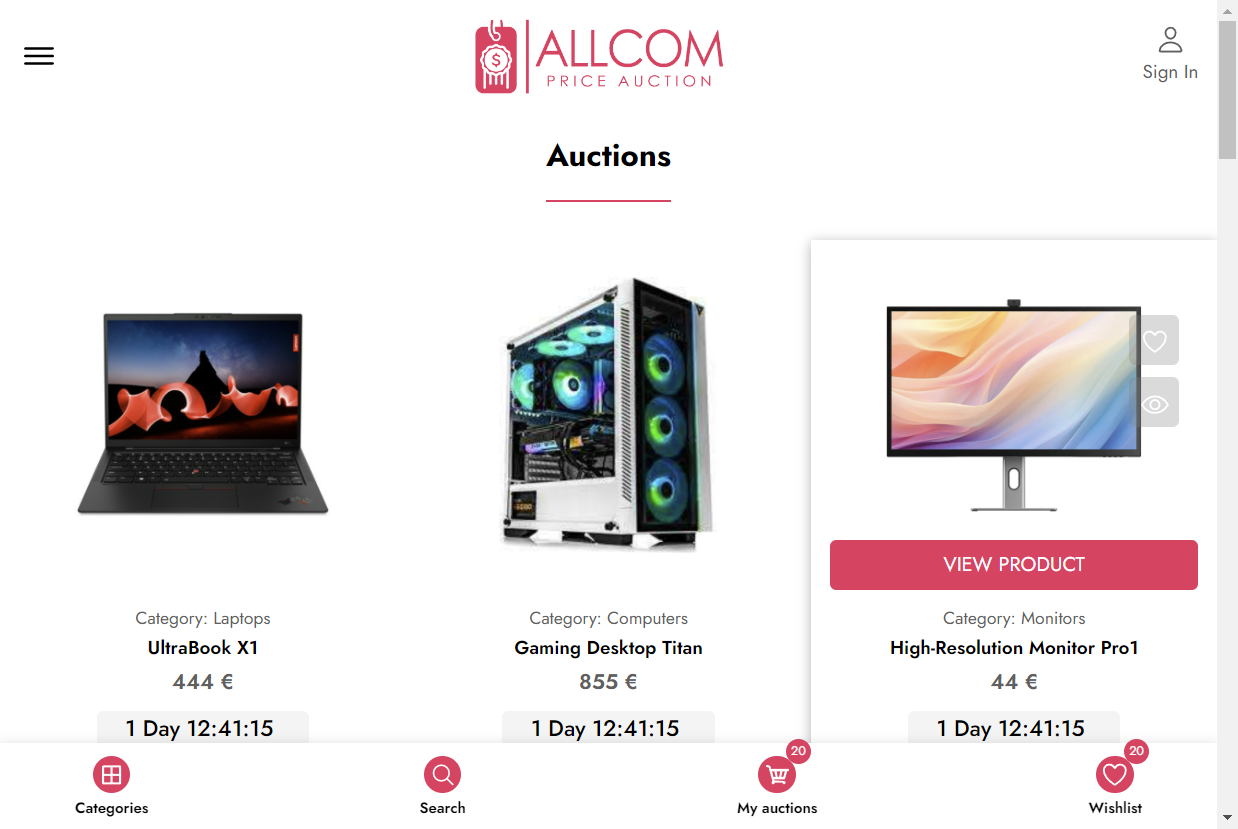 ALLCOM
PRICE AUCTION
Sign In
Auctions
VIEW PRODUCT
Category: Laptops
UltraBook X1
444 €
1 Day 12:41:15
Category: Computers
Gaming Desktop Titan
855 €
1 Day 12:41:15
Category: Monitors
High-Resolution Monitor Pro1
44 €
1 Day 12:41:15
Categories
Search
20
My auctions
20
Wishlist